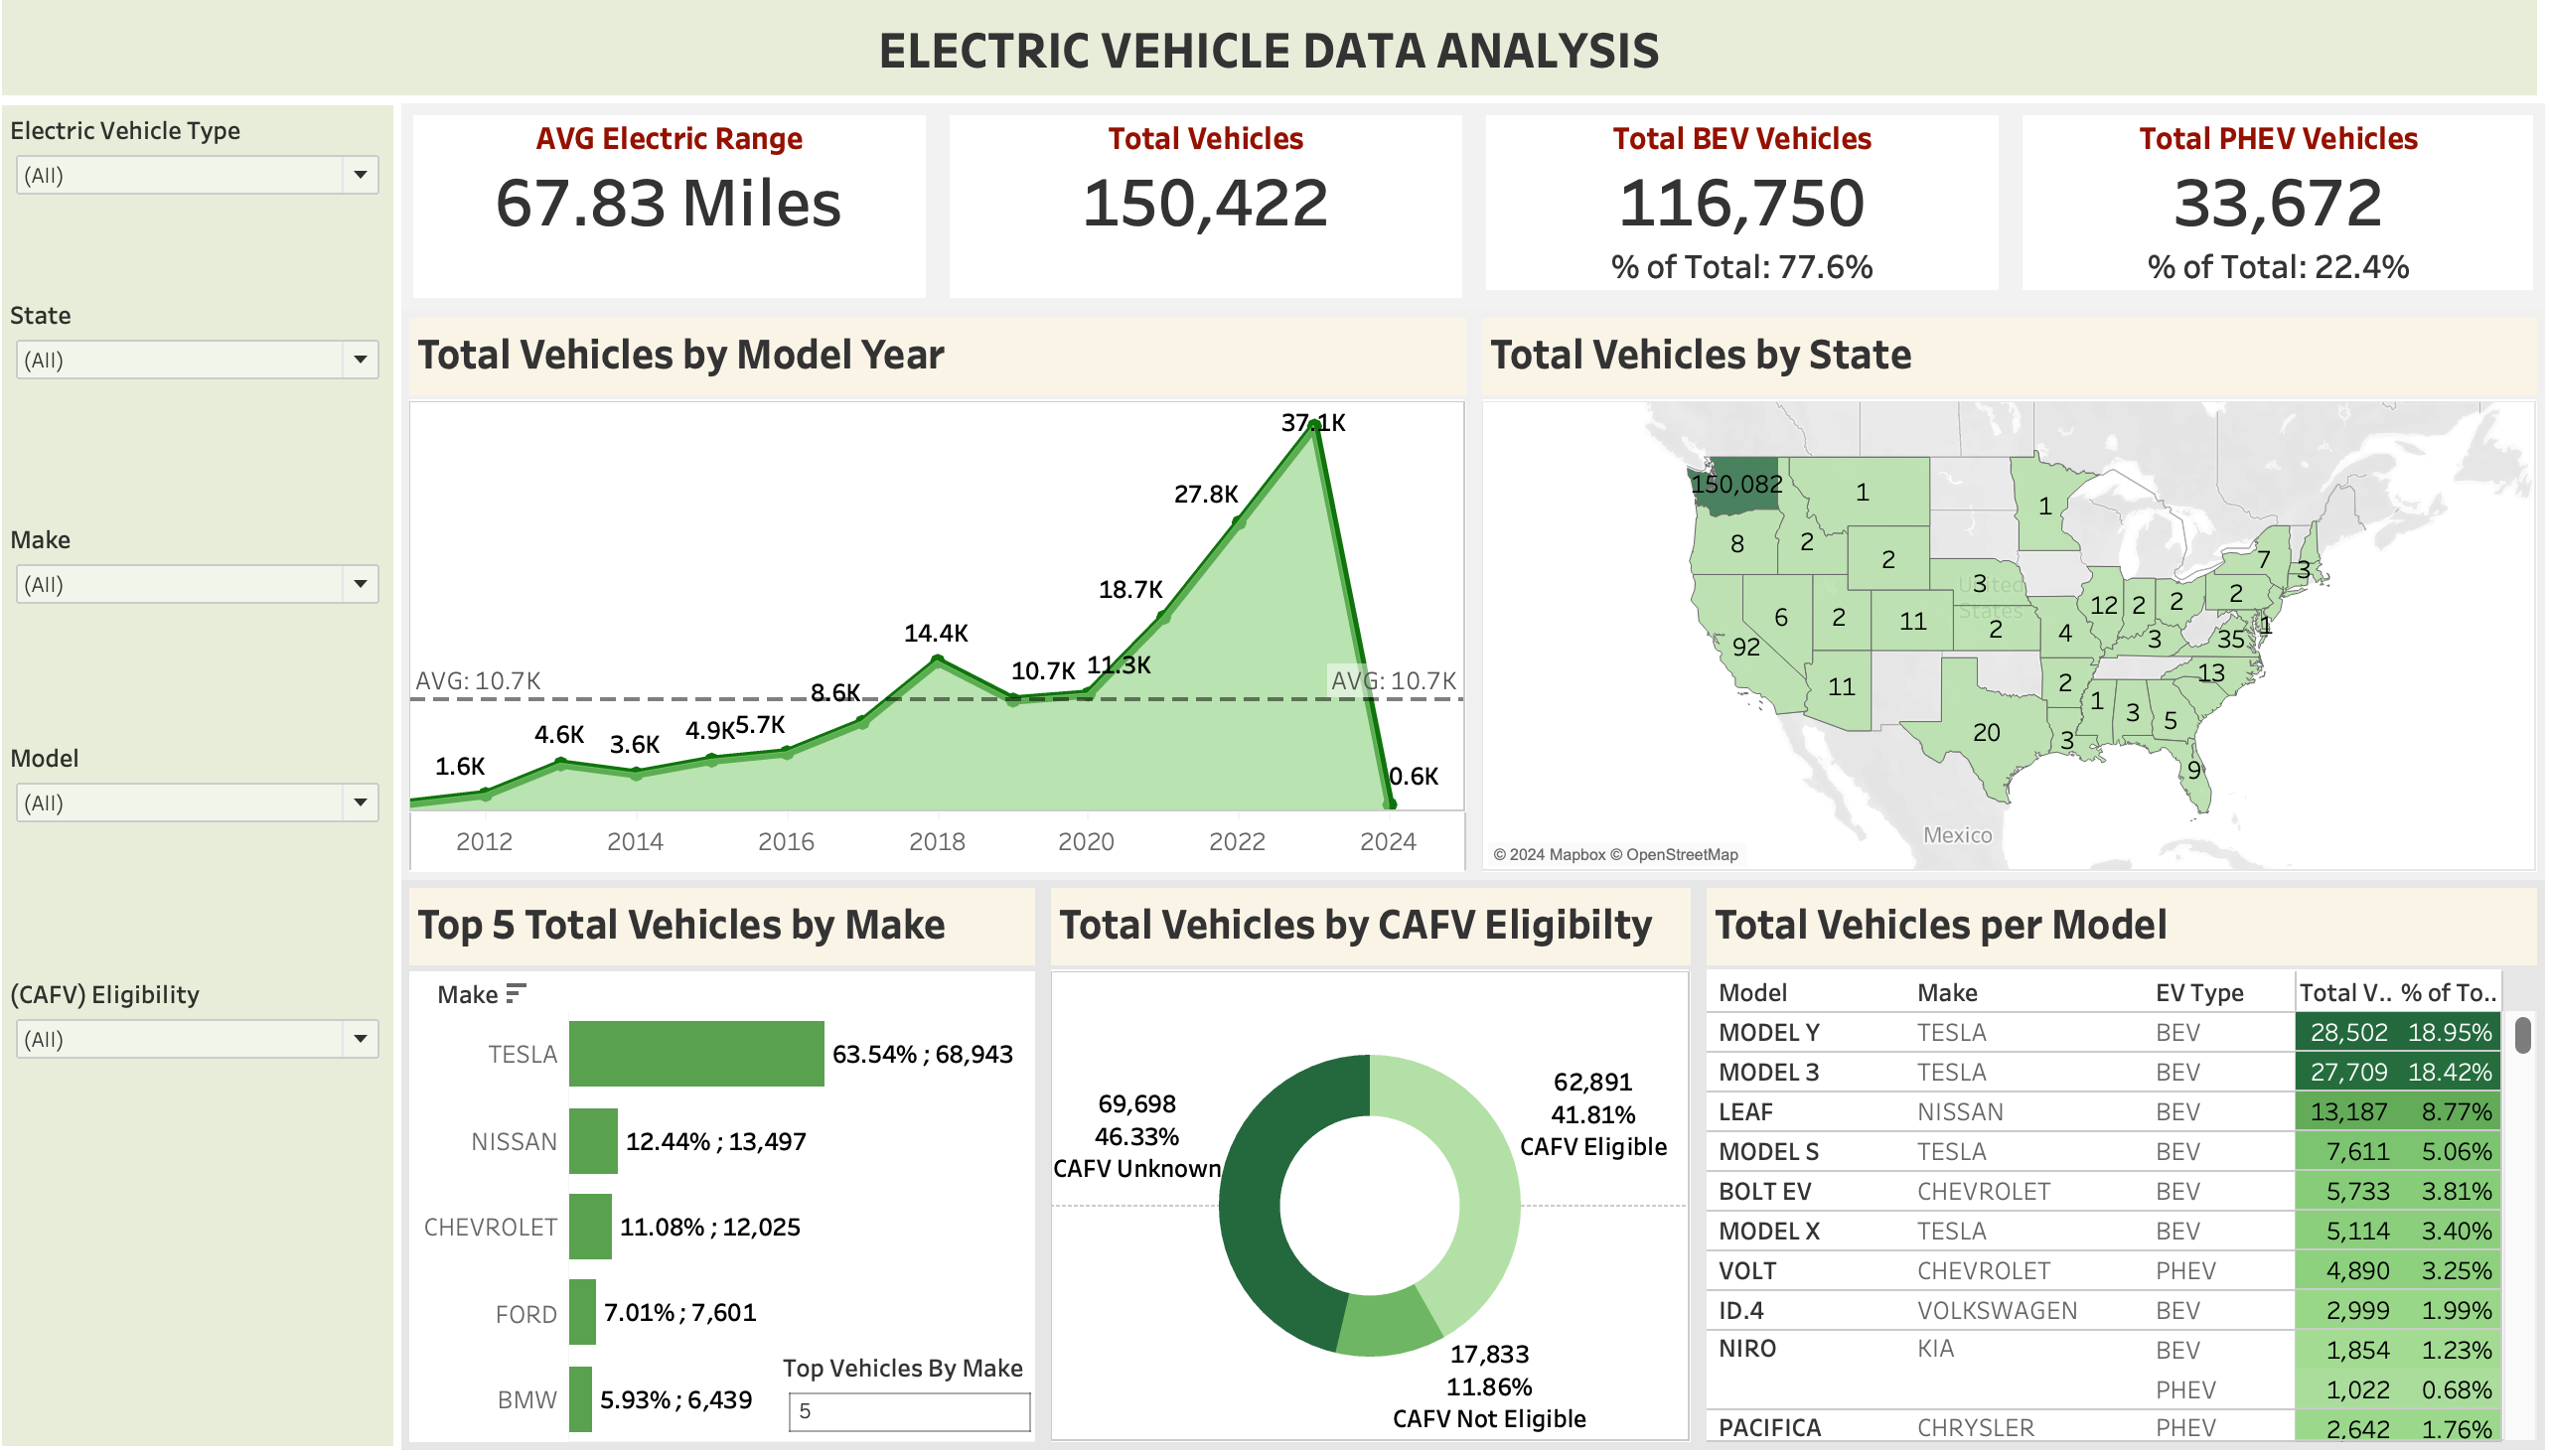 ELECTRIC VEHICLE DATA ANALYSIS
Electric Vehicle Type
(All)
State
(All)
Make
(All)
Model
(All)
(CAFV) Eligibility
(All)
AVG Electric Range
67.83 Miles
Total Vehicles
150,422
Total BEV Vehicles
116,750
% of Total: 77.6%
Total PHEV Vehicles
33,672
% of Total: 22.4%
Total Vehicles by Model Year
37.1K
27.8K
18.7K
14.4K
10.7K
11.3K
AVG: 10.7K
AVG: 10.7K
8.6K
4.6K
3.6K
4.9K
5.7K
1.6K
0.6K
2012 2014 2016 2018 2020 2022 2024
Total Vehicles by State
150,082
1
1
8
2
2
7
3
3
United
States
6
2
11
2
12
2
2
2
92
4
3
35
1
13
11
2
1
3
5
20
3
9
Mexico
© 2024 Mapbox © OpenStreetMap
Top 5 Total Vehicles by Make
Make
TESLA 63.54% ; 68,943
NISSAN 12.44% ; 13,497
CHEVROLET 11.08% ; 12,025
FORD 7.01% ; 7,601
BMW 5.93% ; 6,439
Top Vehicles By Make
5
Total Vehicles by CAFV Eligibilty
69,698
46.33%
CAFV Unknown
62,891
41.81%
CAFV Eligible
17,833
11.86%
CAFV Not Eligible
Total Vehicles per Model
Model Make EV Type Total V.. % of To..
MODEL Y TESLA BEV 28,502 18.95%
MODEL 3 TESLA BEV 27,709 18.42%
LEAF NISSAN BEV 13,187 8.77%
MODEL S TESLA BEV 7,611 5.06%
BOLT EV CHEVROLET BEV 5,733 3.81%
MODEL X TESLA BEV 5,114 3.40%
VOLT CHEVROLET PHEV 4,890 3.25%
ID.4 VOLKSWAGEN BEV 2,999 1.99%
NIRO KIA BEV 1,854 1.23%
PHEV 1,022 0.68%
PACIFICA CHRYSLER PHEV 2,642 1.76%